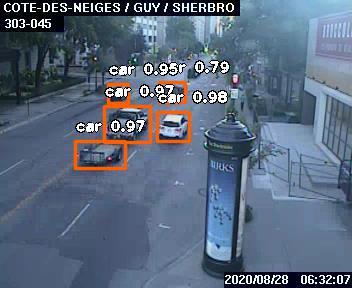 COTE-DES-NEIGES / GUY / SHERBRO
303-045
car 0.95
r 0.79
car 0.97
car 0.98
car 0.97
BIRKS
2020/08/28 06:32:07